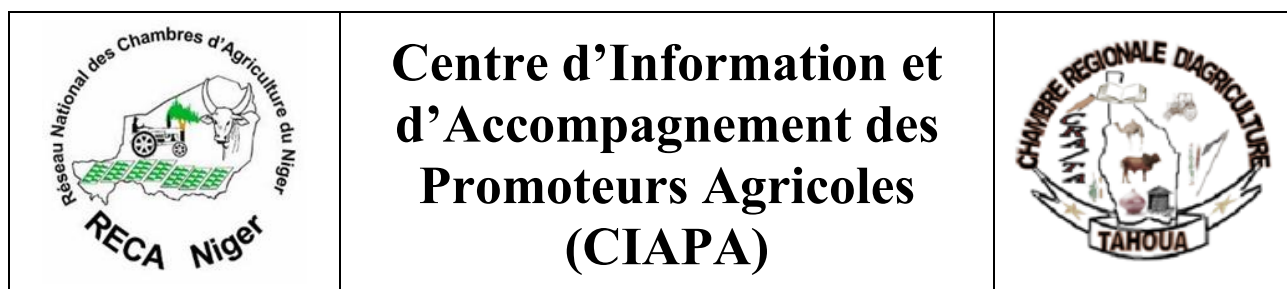 Réseau National des Chambres d'Agriculture du Niger
RECA Niger
Centre d’Information et
d’Accompagnement des
Promoteurs Agricoles
(CIAPA)
CHAMBRE REGIONALE D'AGRICULTURE
TAHOUA